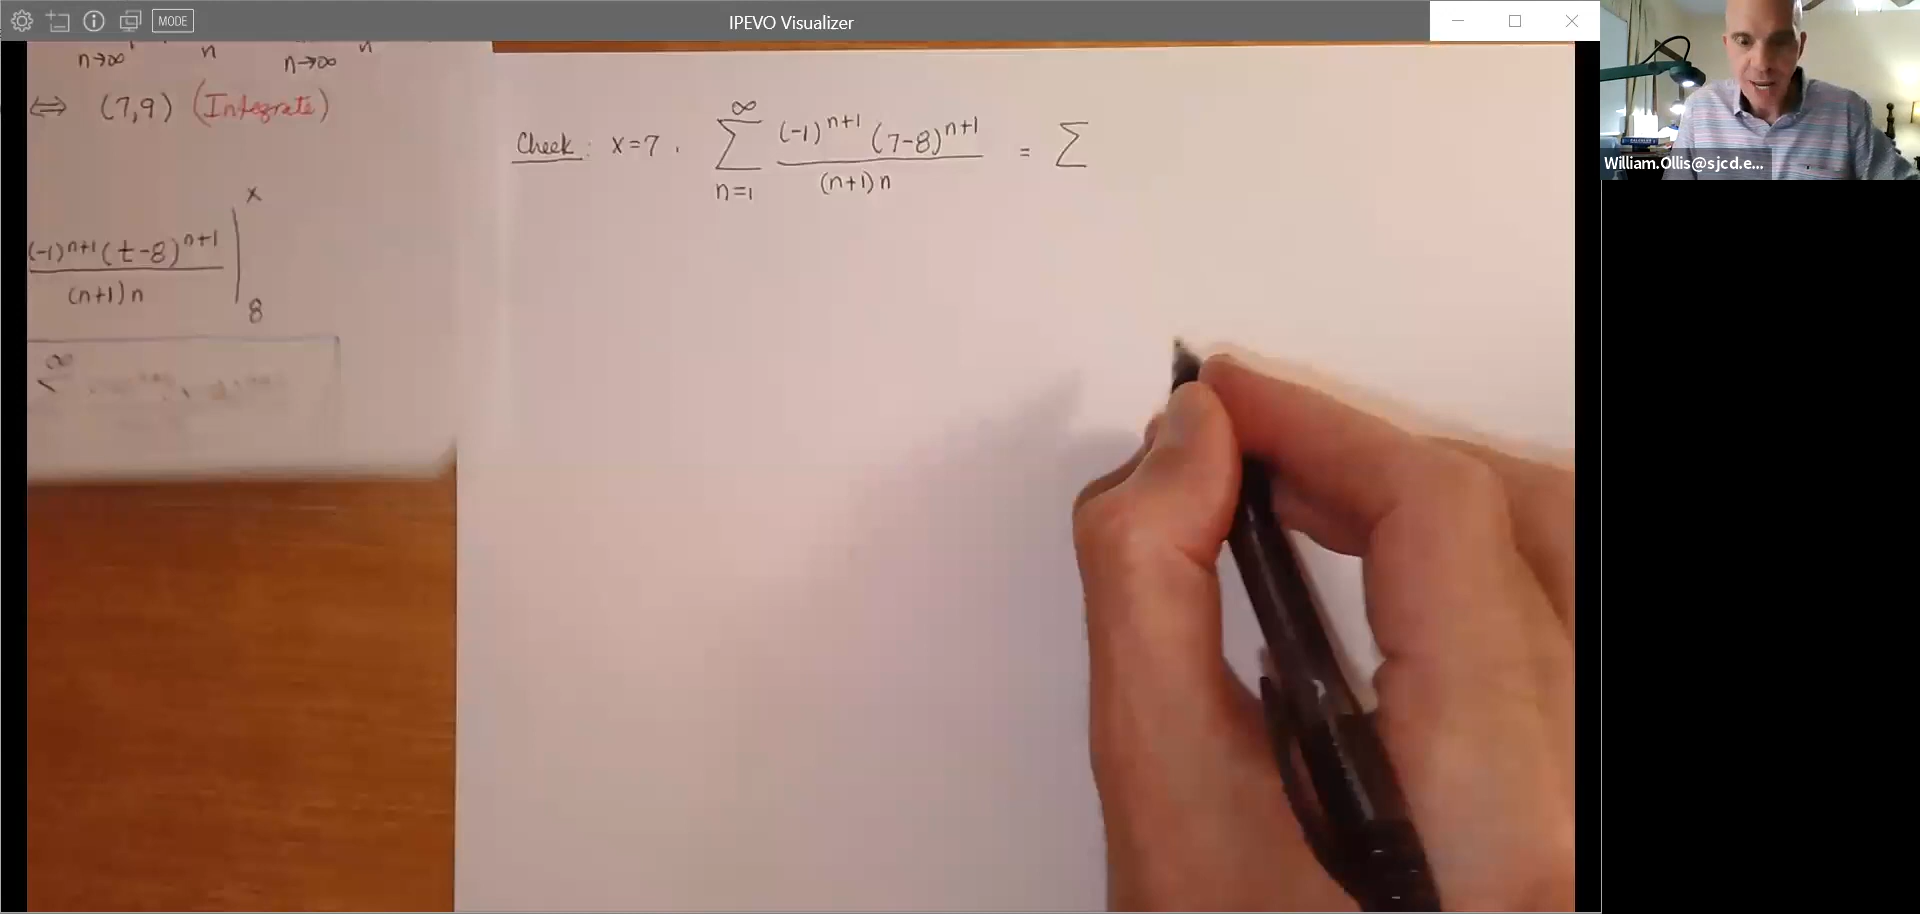 MODE
IPEVO Visualizer
n→∞ n n→∞ n
⟺ (7,9) (Integrate)
(-1)^{n+1} (t-8)^{n+1} / (n+1)n |_8^x
∞
Check: x=7. ∑_{n=1}^{∞} (-1)^{n+1} (7-8)^{n+1} / (n+1)n = ∑
William.Ollis@sjcd.e...